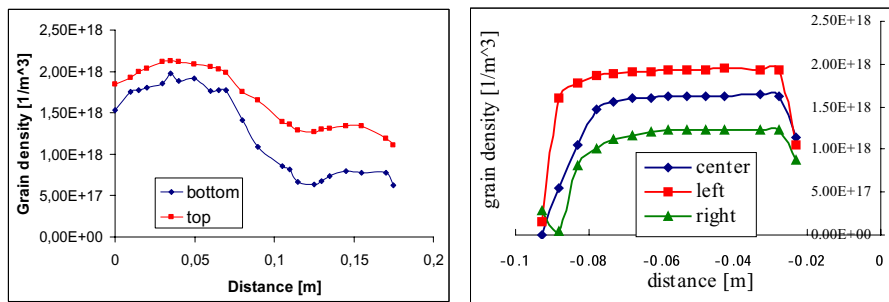 2,50E+18
2,00E+18
1,50E+18
1,00E+18
5,00E+17
0,00E+00
Grain density [1/m^3]
bottom
top
0
0,05
0,1
0,15
0,2
Distance [m]
2,50E+18
2,00E+18
1,50E+18
1,00E+18
5,00E+17
0,00E+00
grain density [1/m^3]
center
left
right
-0.1
-0.08
-0.06
-0.04
-0.02
0
distance [m]